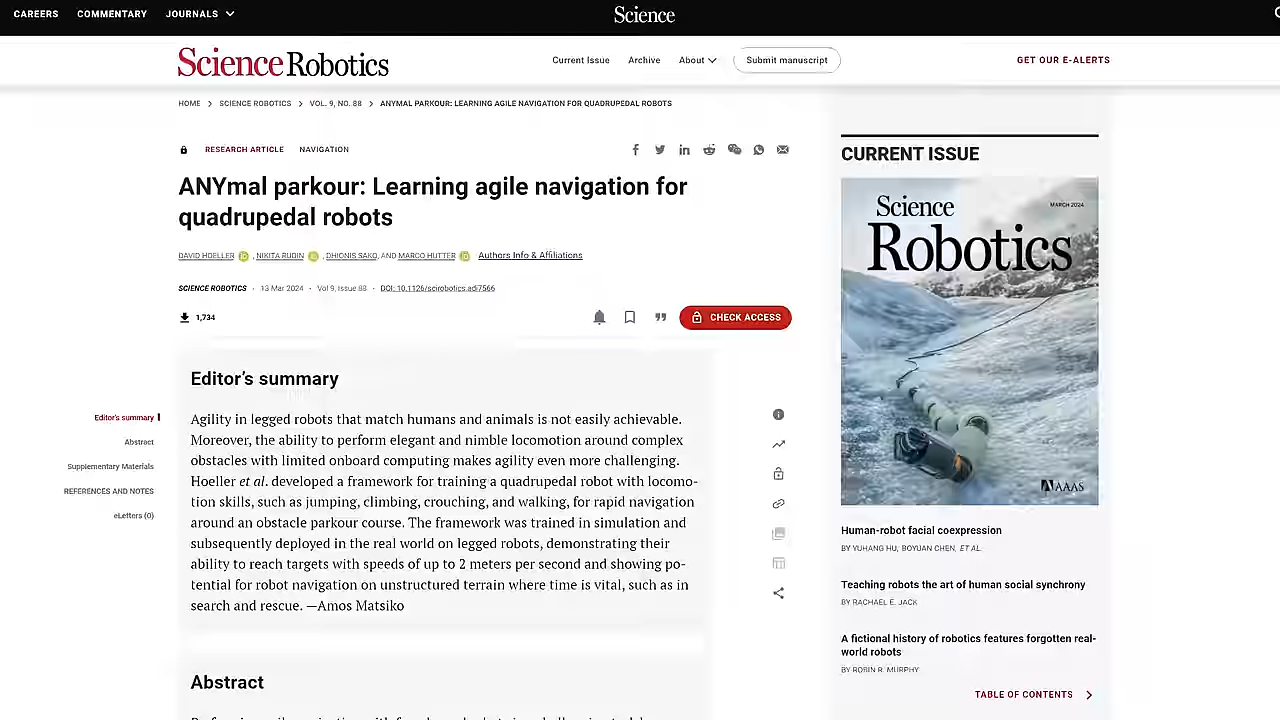 CAREERS COMMENTARY JOURNALS
Science
Science Robotics
Current Issue Archive About Submit manuscript
GET OUR E-ALERTS
HOME > SCIENCE ROBOTICS > VOL. 9, NO. 88 > ANYMAL PARKOUR: LEARNING AGILE NAVIGATION FOR QUADRUPEDAL ROBOTS
RESEARCH ARTICLE NAVIGATION
ANYmal parkour: Learning agile navigation for
quadrupedal robots
DAVID HOELLER, NIKITA RUDIN, DHIONIS SAKO, AND MARCO HUTTER Authors Info & Affiliations
SCIENCE ROBOTICS · 13 Mar 2024 · Vol 9, Issue 88 · DOI: 10.1126/scirobotics.adi7566
1,734
CHECK ACCESS
Editor's summary
Abstract
Supplementary Materials
REFERENCES AND NOTES
eLetters (0)
Editor’s summary
Agility in legged robots that match humans and animals is not easily achievable.
Moreover, the ability to perform elegant and nimble locomotion around complex
obstacles with limited onboard computing makes agility even more challenging.
Hoeller et al. developed a framework for training a quadrupedal robot with locomo-
tion skills, such as jumping, climbing, crouching, and walking, for rapid navigation
around an obstacle parkour course. The framework was trained in simulation and
subsequently deployed in the real world on legged robots, demonstrating their
ability to reach targets with speeds of up to 2 meters per second and showing po-
tential for robot navigation on unstructured terrain where time is vital, such as in
search and rescue. —Amos Matsiko
Abstract
CURRENT ISSUE
Science
MARCH 2024
Robotics
AAAS
Human-robot facial coexpression
BY YUHANG HU, BOYUAN CHEN, ET AL.
Teaching robots the art of human social synchrony
BY RACHAEL E. JACK
A fictional history of robotics features forgotten real-
world robots
BY ROBIN R. MURPHY
TABLE OF CONTENTS >